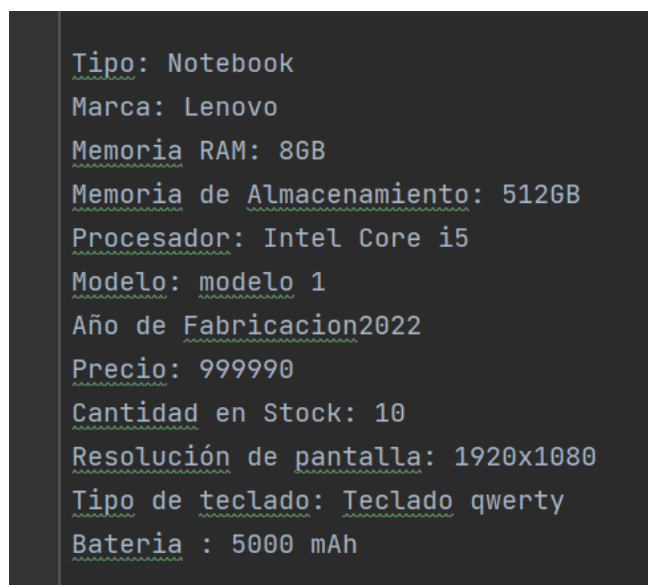 Tipo: Notebook
Marca: Lenovo
Memoria RAM: 8GB
Memoria de Almacenamiento: 512GB
Procesador: Intel Core i5
Modelo: modelo 1
Año de Fabricacion2022
Precio: 999990
Cantidad en Stock: 10
Resolución de pantalla: 1920x1080
Tipo de teclado: Teclado qwerty
Bateria : 5000 mAh